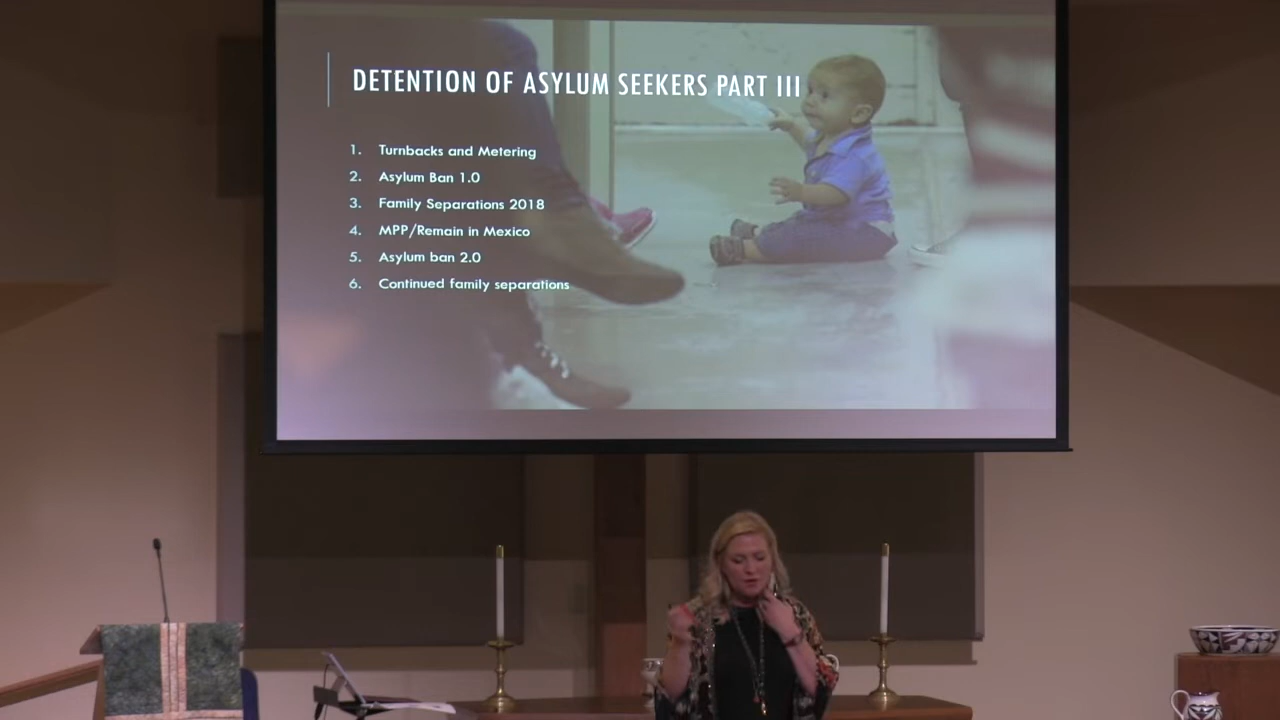 DETENTION OF ASYLUM SEEKERS PART III
1. Turnbacks and Metering
2. Asylum Ban 1.0
3. Family Separations 2018
4. MPP/Remain in Mexico
5. Asylum ban 2.0
6. Continued family separations